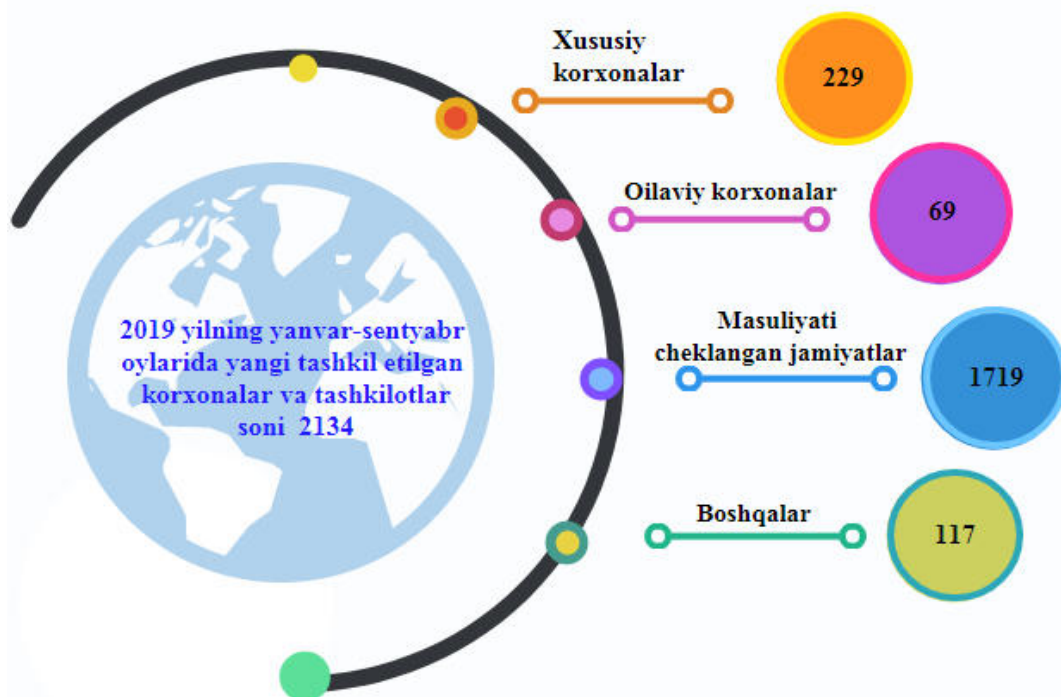 2019 yilning yanvar-sentyabr
oylarida yangi tashkil etilgan
korxonalar va tashkilotlar
soni 2134
Xususiy
korxonalar
229
Oilaviy korxonalar
69
Masuliyati
cheklangan jamiyatlar
1719
Boshqalar
117